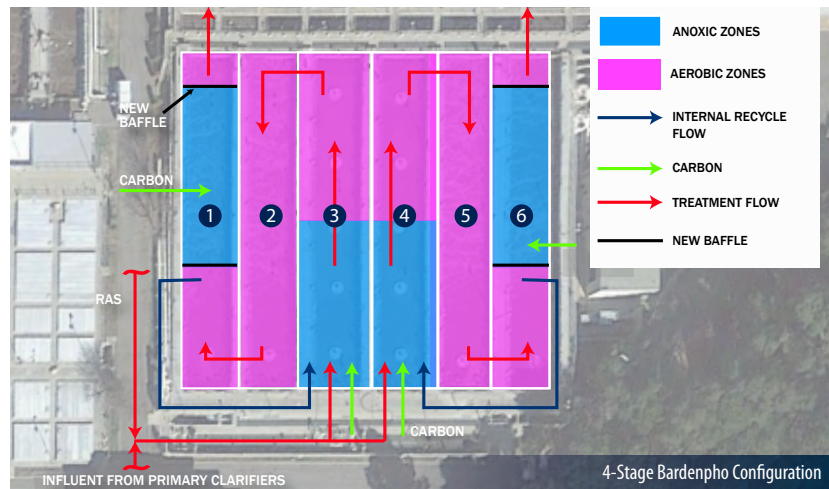 ANOXIC ZONES
AEROBIC ZONES
INTERNAL RECYCLE
FLOW
CARBON
TREATMENT FLOW
NEW BAFFLE
NEW
BAFFLE
CARBON
1
2
3
4
5
6
RAS
CARBON
INFLUENT FROM PRIMARY CLARIFIERS
4-Stage Bardenpho Configuration